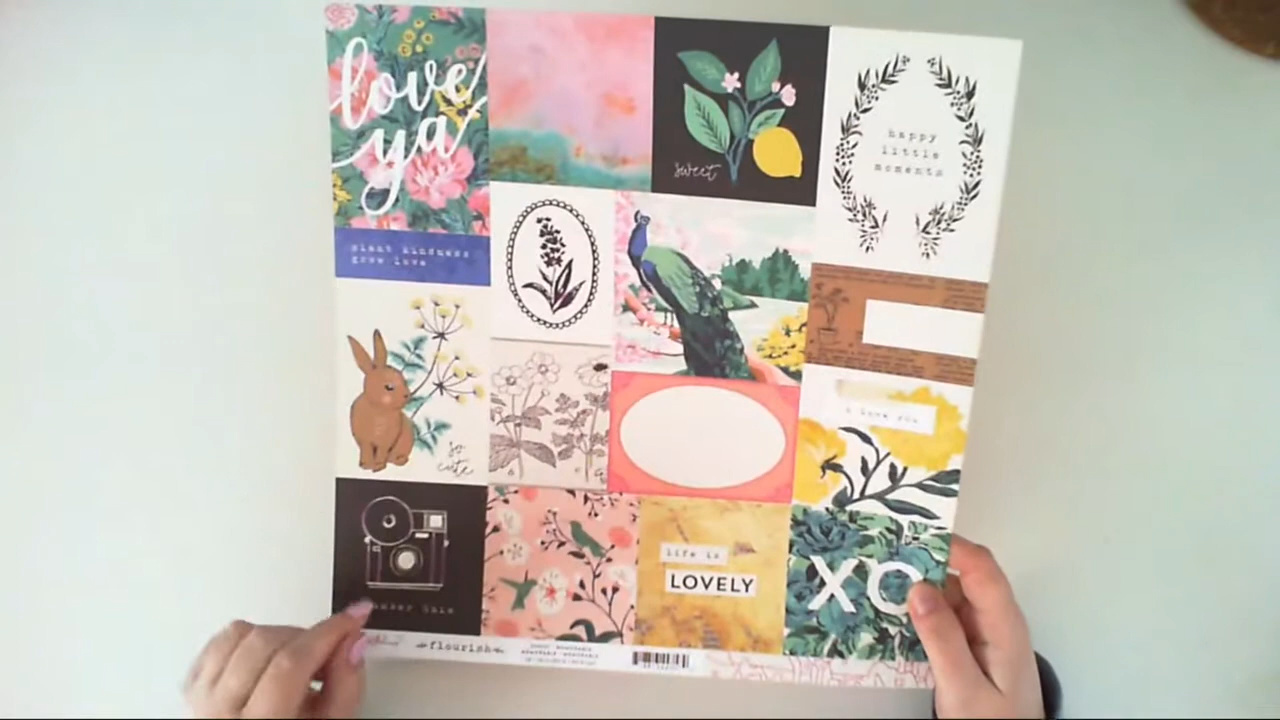 love
ya
sweet
happy
little
moments
plant kindness
grow love
i love you
so
cute
life is
LOVELY
XO
this
flourish